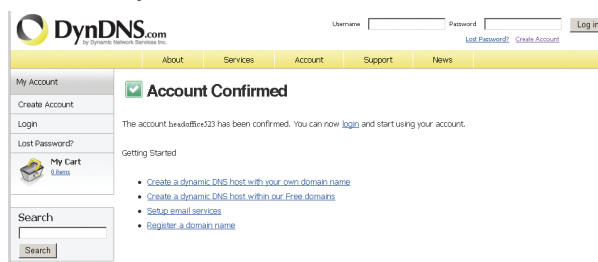 DynDNS.com
by Dynamic Network Services Inc.
Username
Password
Log in
Lost Password?
Create Account
About
Services
Account
Support
News
My Account
Create Account
Login
Lost Password?
My Cart
0 items
Search
Search
Account Confirmed
The account headoffice523 has been confirmed. You can now login and start using your account.
Getting Started
Create a dynamic DNS host with your own domain name
Create a dynamic DNS host within our Free domains
Setup email services
Register a domain name